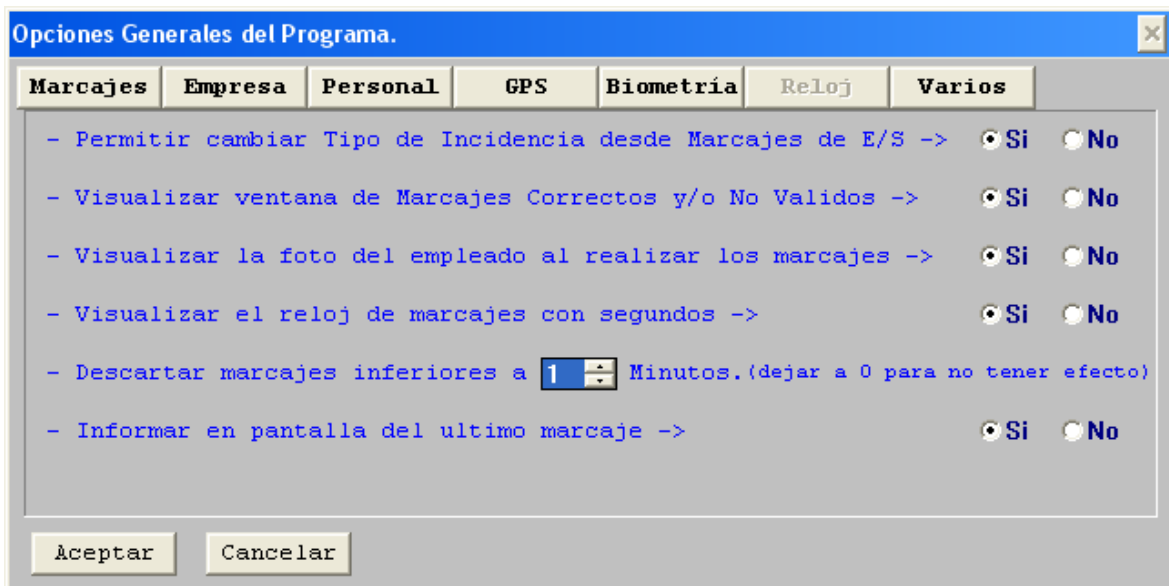 Opciones Generales del Programa.
Marcajes Empresa Personal GPS Biometría Reloj Varios
- Permitir cambiar Tipo de Incidencia desde Marcajes de E/S -> Si No
- Visualizar ventana de Marcajes Correctos y/o No Validos -> Si No
- Visualizar la foto del empleado al realizar los marcajes -> Si No
- Visualizar el reloj de marcajes con segundos -> Si No
- Descartar marcajes inferiores a 1 Minutos.(dejar a 0 para no tener efecto)
- Informar en pantalla del ultimo marcaje -> Si No
Aceptar Cancelar